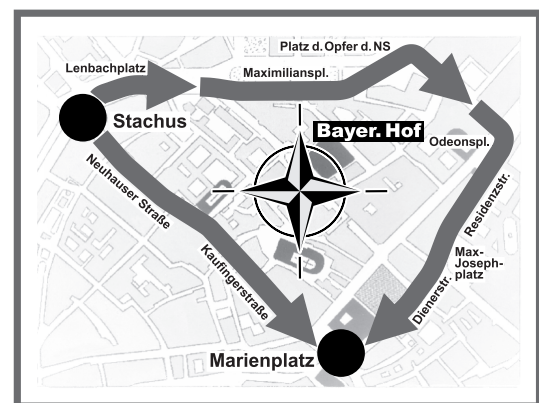 Platz d. Opfer d. NS
Lenbachplatz
Maximilianspl.
Stachus
Bayer. Hof
Odeonspl.
Neuhauser Straße
Residenzstr.
Kaufingerstraße
Max-
Joseph-
platz
Dienerstr.
Marienplatz